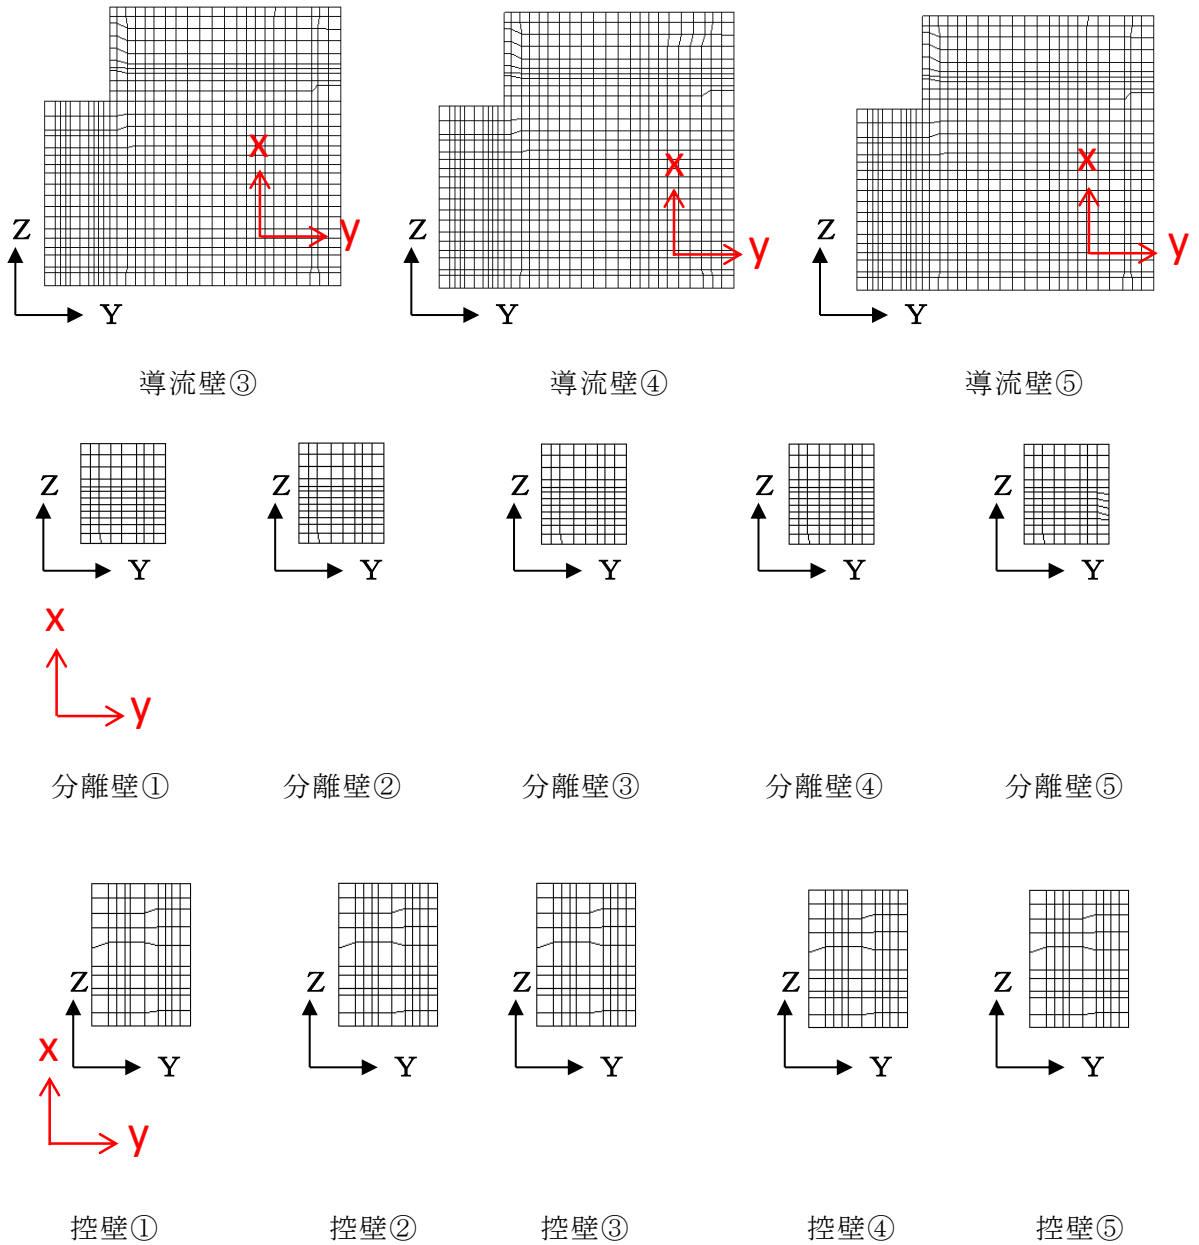 x x x
Z y Z y Z y
Y Y Y
導流壁③ 導流壁④ 導流壁⑤
Z Z Z Z Z
Y Y Y Y Y
x
y
分離壁① 分離壁② 分離壁③ 分離壁④ 分離壁⑤
Z Z Z Z Z
x Y Y Y Y Y
y
控壁① 控壁② 控壁③ 控壁④ 控壁⑤